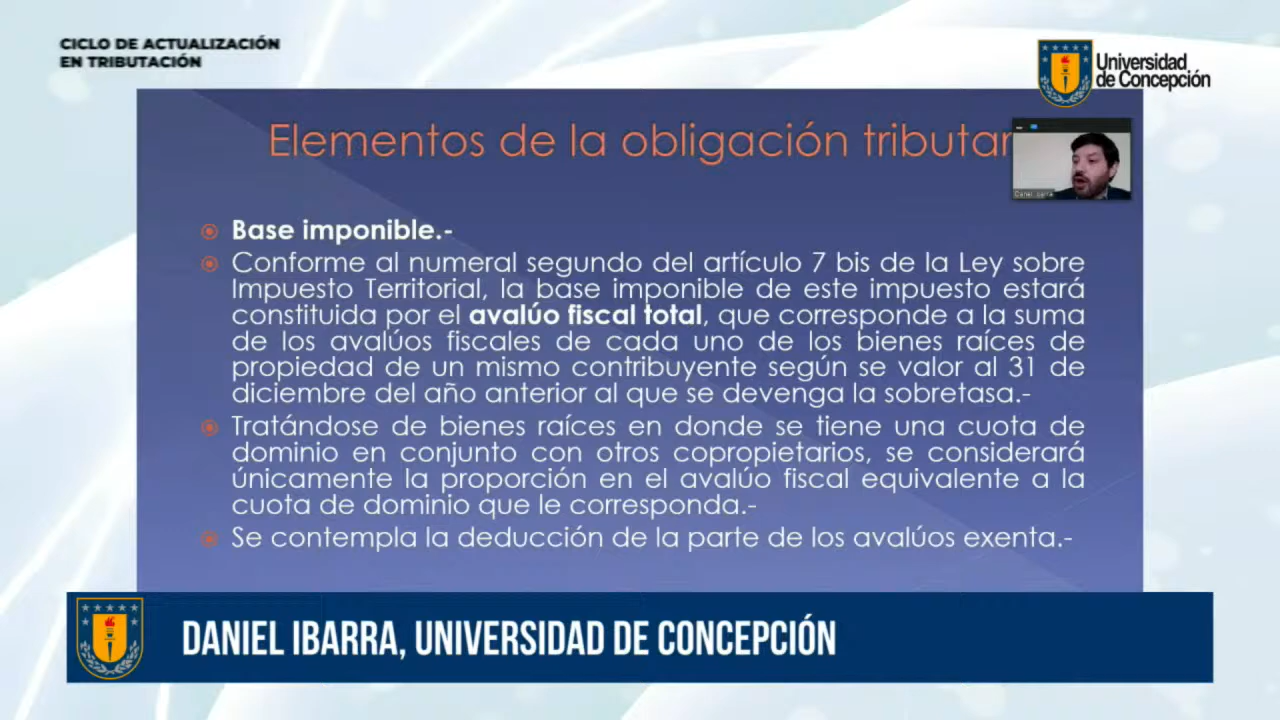 CICLO DE ACTUALIZACIÓN
EN TRIBUTACIÓN
Universidad
de Concepción
Elementos de la obligación tributar
Daniel Ibarra
Base imponible.-
Conforme al numeral segundo del artículo 7 bis de la Ley sobre
Impuesto Territorial, la base imponible de este impuesto estará
constituida por el avalúo fiscal total, que corresponde a la suma
de los avalúos fiscales de cada uno de los bienes raíces de
propiedad de un mismo contribuyente según se valor al 31 de
diciembre del año anterior al que se devenga la sobretasa.-
Tratándose de bienes raíces en donde se tiene una cuota de
dominio en conjunto con otros copropietarios, se considerará
únicamente la proporción en el avalúo fiscal equivalente a la
cuota de dominio que le corresponda.-
Se contempla la deducción de la parte de los avalúos exenta.-
DANIEL IBARRA, UNIVERSIDAD DE CONCEPCIÓN